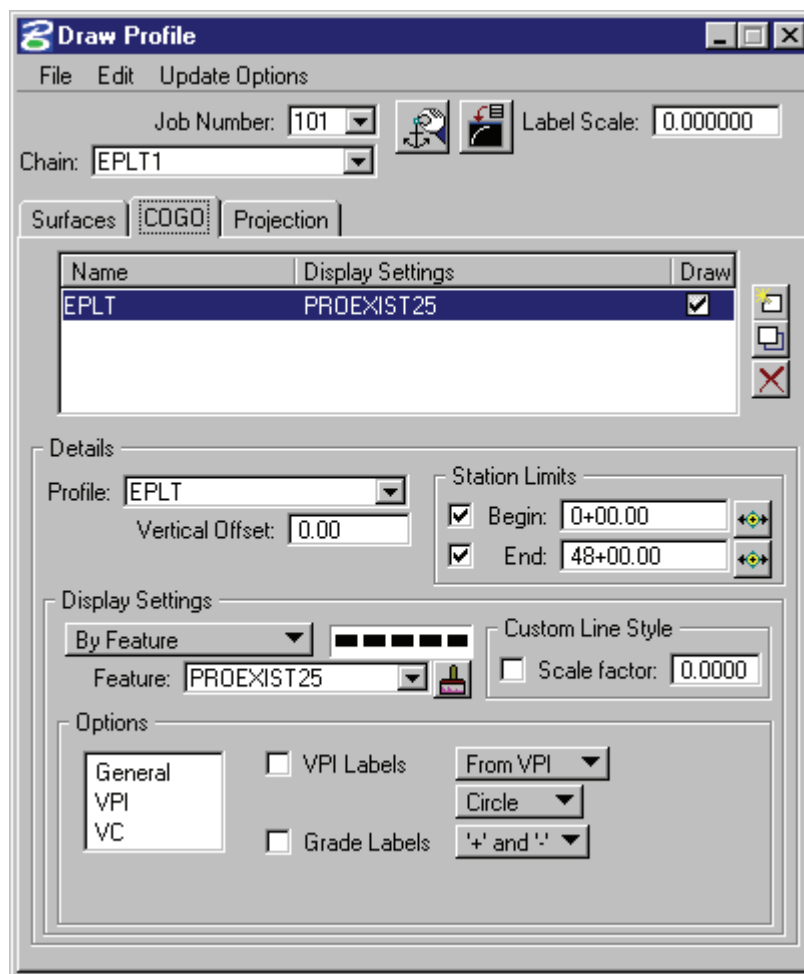 Draw Profile
File Edit Update Options
Job Number: 101 Label Scale: 0.000000
Chain: EPLT1
Surfaces COGO Projection
Name Display Settings Draw
EPLT PROEXIST25
Details
Profile: EPLT
Vertical Offset: 0.00
Station Limits
Begin: 0+00.00
End: 48+00.00
Display Settings
By Feature
Feature: PROEXIST25
Custom Line Style
Scale factor: 0.0000
Options
General
VPI
VC
VPI Labels From VPI
Circle
Grade Labels '+' and '-'